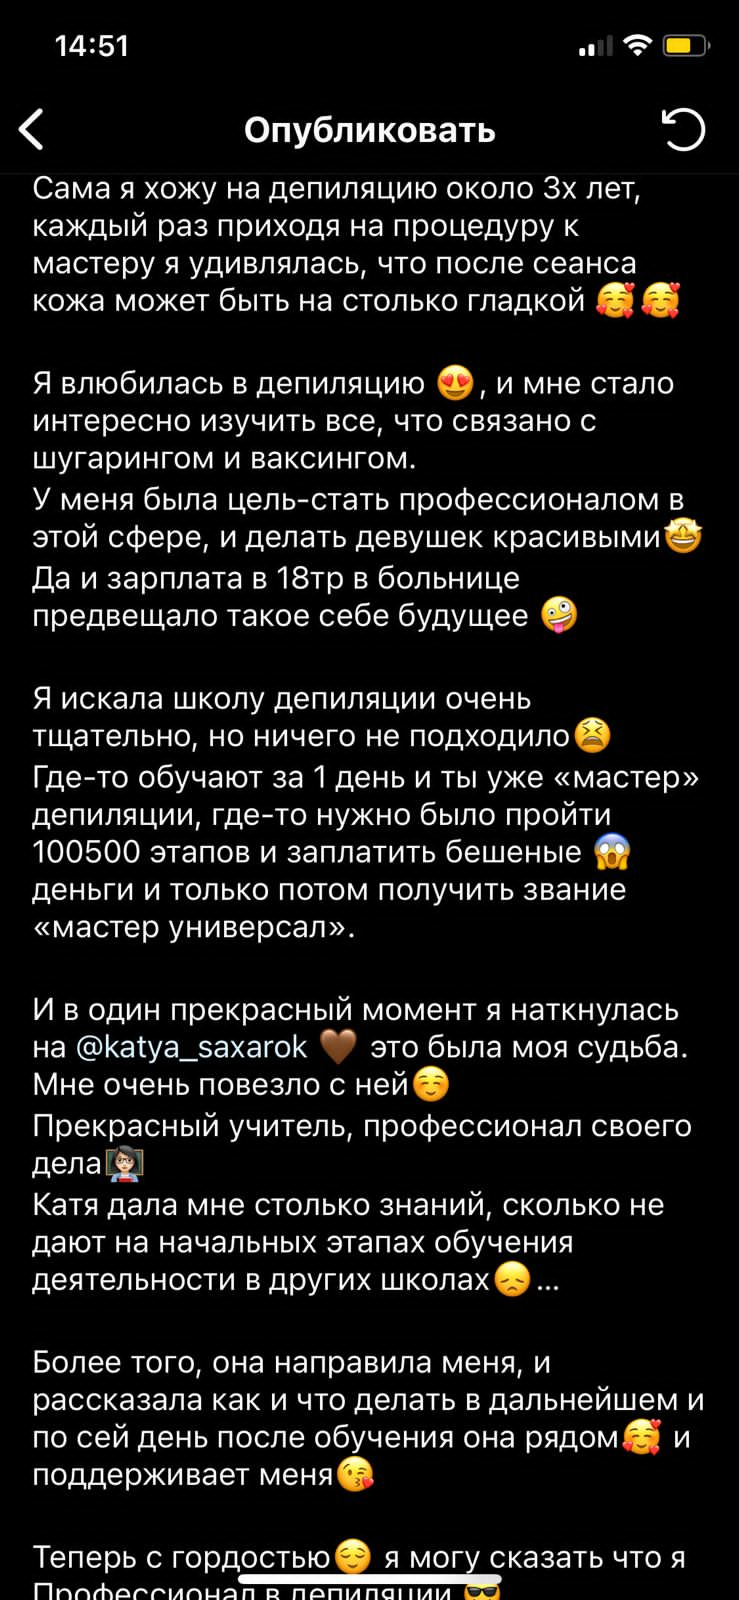 14:51
Опубликовать
Сама я хожу на депиляцию около 3х лет,
каждый раз приходя на процедуру к
мастеру я удивлялась, что после сеанса
кожа может быть на столько гладкой 🥰🥰
Я влюбилась в депиляцию 😍, и мне стало
интересно изучить все, что связано с
шугарингом и ваксингом.
У меня была цель-стать профессионалом в
этой сфере, и делать девушек красивыми🤩
Да и зарплата в 18тр в больнице
предвещало такое себе будущее 🤪
Я искала школу депиляции очень
тщательно, но ничего не подходило😫
Где-то обучают за 1 день и ты уже «мастер»
депиляции, где-то нужно было пройти
100500 этапов и заплатить бешеные 😱
деньги и только потом получить звание
«мастер универсал».
И в один прекрасный момент я наткнулась
на @katya_saxarok 🤎 это была моя судьба.
Мне очень повезло с ней☺️
Прекрасный учитель, профессионал своего
дела👩🏻‍🏫
Катя дала мне столько знаний, сколько не
дают на начальных этапах обучения
деятельности в других школах😞...
Более того, она направила меня, и
рассказала как и что делать в дальнейшем и
по сей день после обучения она рядом🥰 и
поддерживает меня😘
Теперь с гордостью😌 я могу сказать что я
Профессионал в депиляции 😎